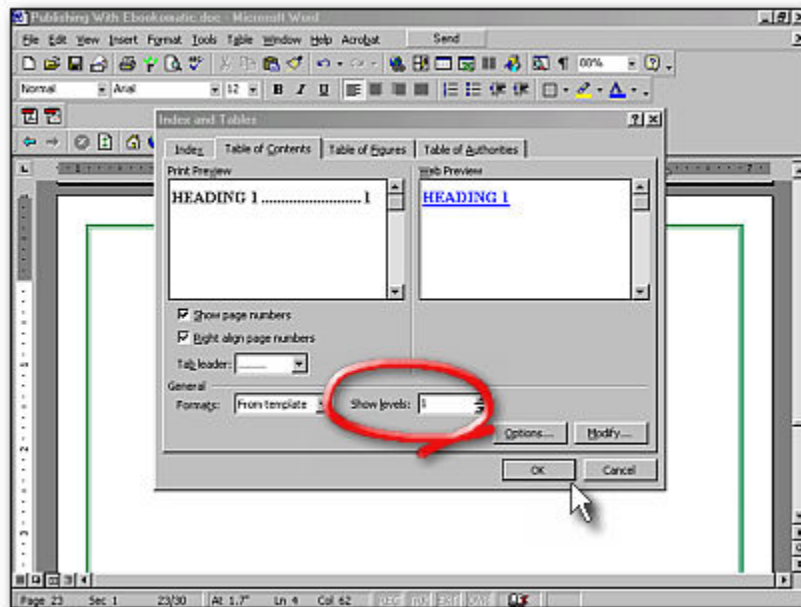 Publishing With Ebookomatic.doc - Microsoft Word
File Edit View Insert Format Tools Table Window Help Acrobat Send
Normal Arial 12 B I U
Index and Tables
Index Table of Contents Table of Figures Table of Authorities
Print Preview Web Preview
HEADING 1 ......................... 1 HEADING 1
Show page numbers
Right align page numbers
Tab leader: .......
General
Formats: From template Show levels: 1
Options... Modify...
OK Cancel
Page 23 Sec 1 23/30 At 1.7" Ln 4 Col 62